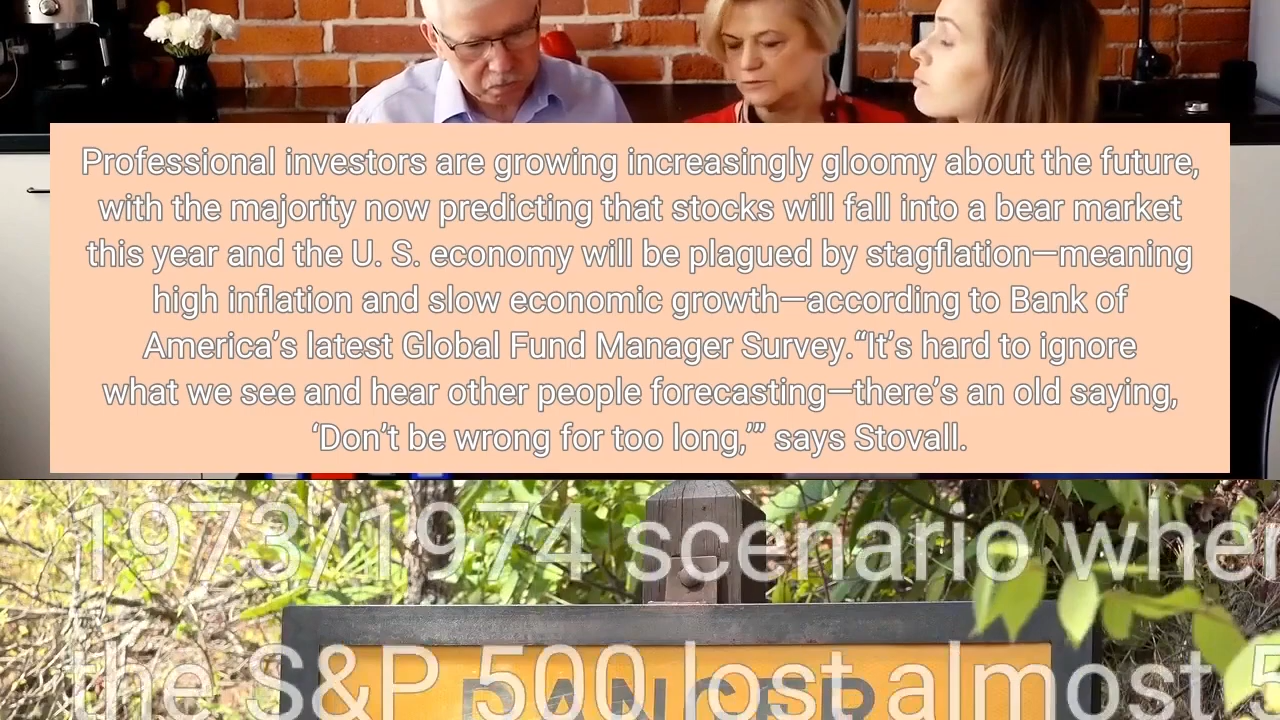 Professional investors are growing increasingly gloomy about the future,
with the majority now predicting that stocks will fall into a bear market
this year and the U. S. economy will be plagued by stagflation—meaning
high inflation and slow economic growth—according to Bank of
America’s latest Global Fund Manager Survey.“It’s hard to ignore
what we see and hear other people forecasting—there’s an old saying,
‘Don’t be wrong for too long,’” says Stovall.
1973/1974 scenario wher
the S&P 500 lost almost 5
DANGER